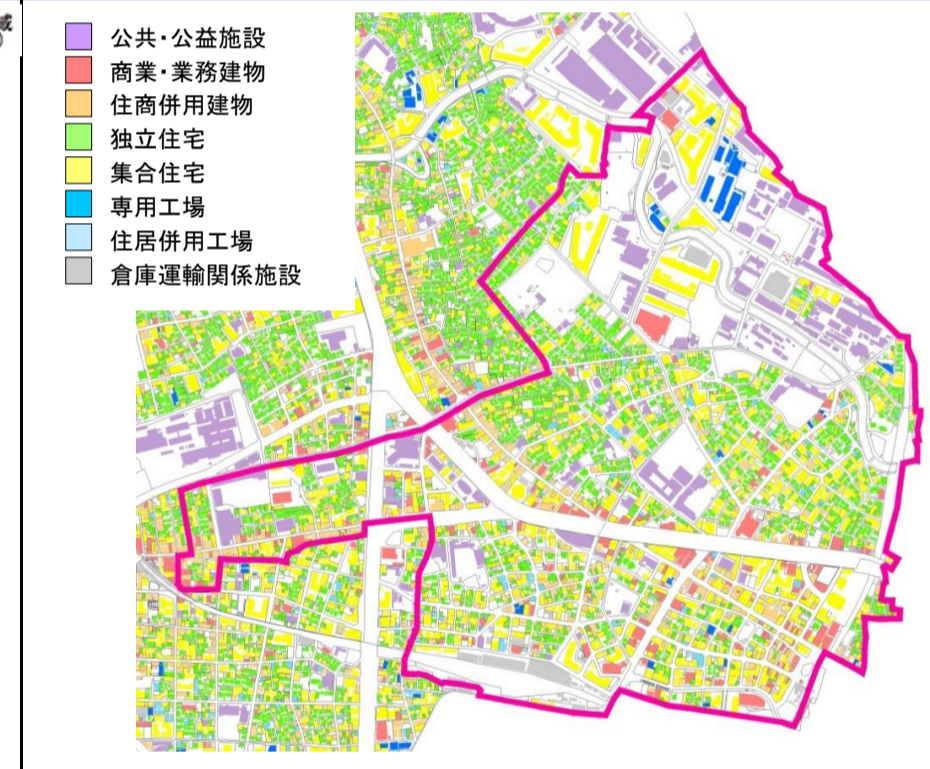 域
)
公共・公益施設
商業・業務建物
住商併用建物
独立住宅
集合住宅
専用工場
住居併用工場
倉庫運輸関係施設